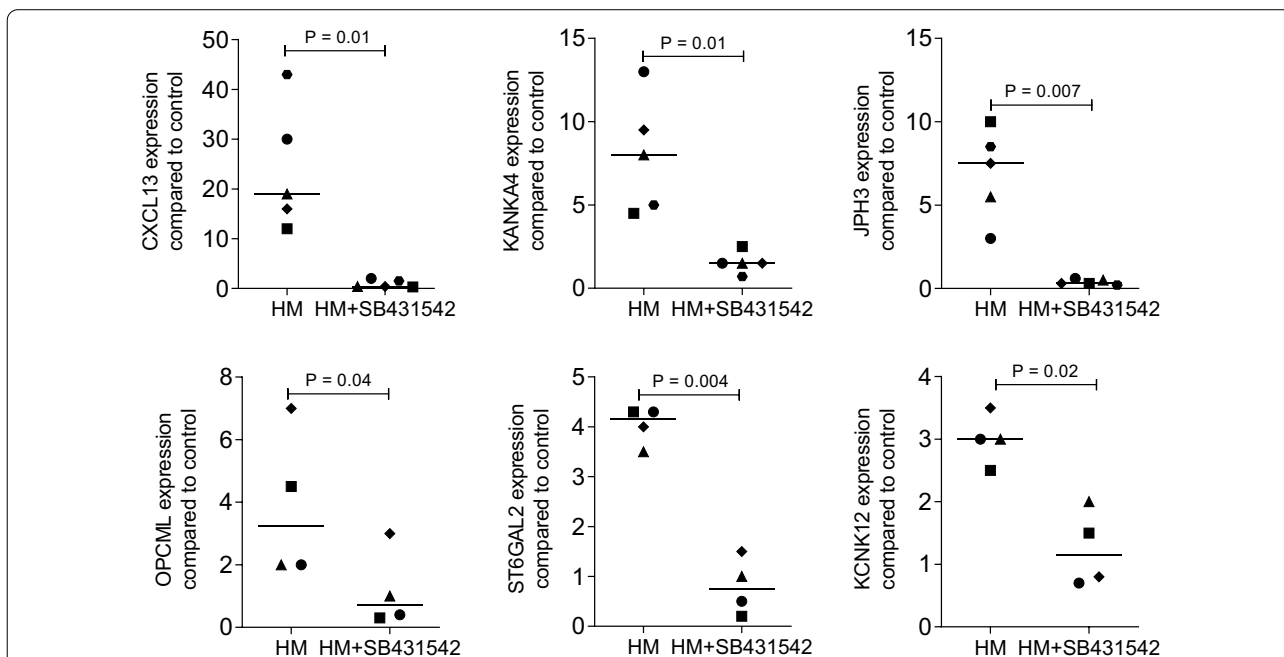 CXCL13 expression
compared to control
50
40
30
20
10
0
P = 0.01
HM HM+SB431542
KANKA4 expression
compared to control
15
10
5
0
P = 0.01
HM HM+SB431542
JPH3 expression
compared to control
15
10
5
0
P = 0.007
HM HM+SB431542
OPCML expression
compared to control
8
6
4
2
0
P = 0.04
HM HM+SB431542
ST6GAL2 expression
compared to control
5
4
3
2
1
0
P = 0.004
HM HM+SB431542
KCNK12 expression
compared to control
4
3
2
1
0
P = 0.02
HM HM+SB431542